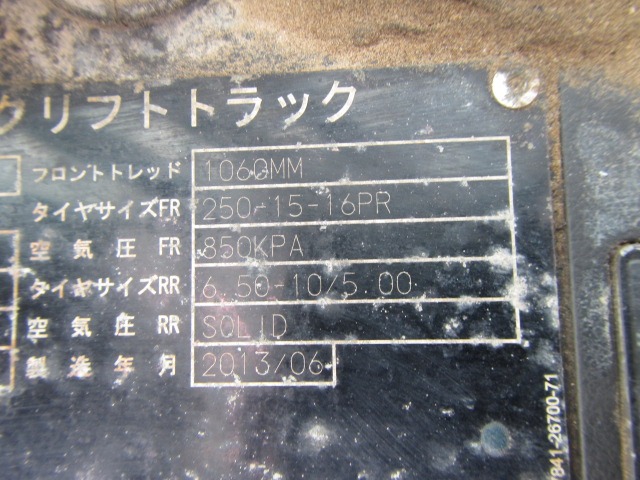 クリフトトラック
フロントトレッド 1060MM
タイヤサイズFR 250-15-16PR
空気圧 FR 850KPA
タイヤサイズRR 6.50-10/5.00
空気圧 RR SOLID
製造年月 2013/06
7841-26700-71